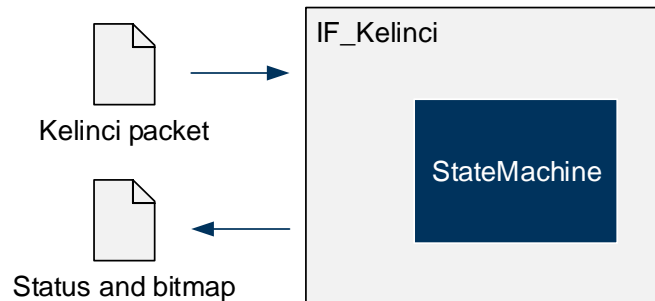 IF_Kelinci
Kelinci packet
StateMachine
Status and bitmap